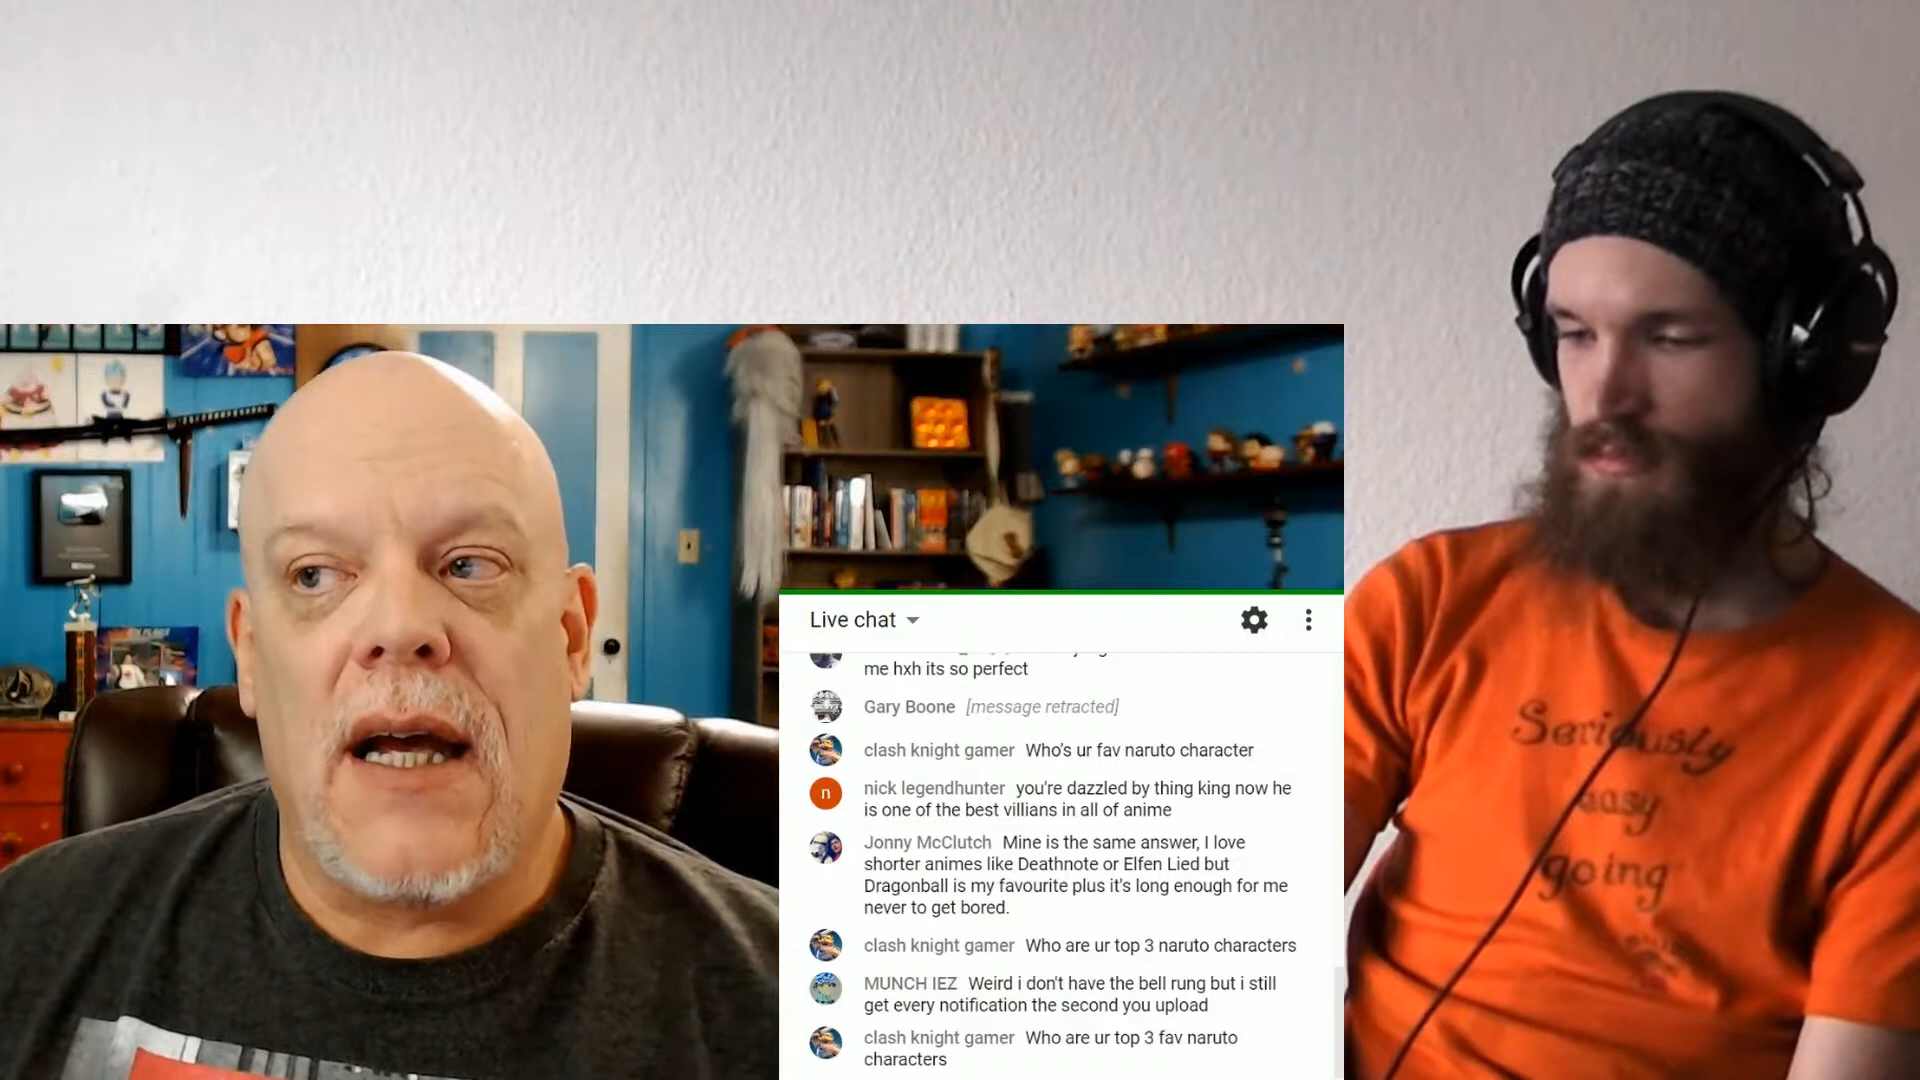 Live chat
me hxh its so perfect
Gary Boone [message retracted]
clash knight gamer Who's ur fav naruto character
nick legendhunter you're dazzled by thing king now he
is one of the best villians in all of anime
Jonny McClutch Mine is the same answer, I love
shorter animes like Deathnote or Elfen Lied but
Dragonball is my favourite plus it's long enough for me
never to get bored.
clash knight gamer Who are ur top 3 naruto characters
MUNCH IEZ Weird i don't have the bell rung but i still
get every notification the second you upload
clash knight gamer Who are ur top 3 fav naruto
characters
n
Seriously
easy
going